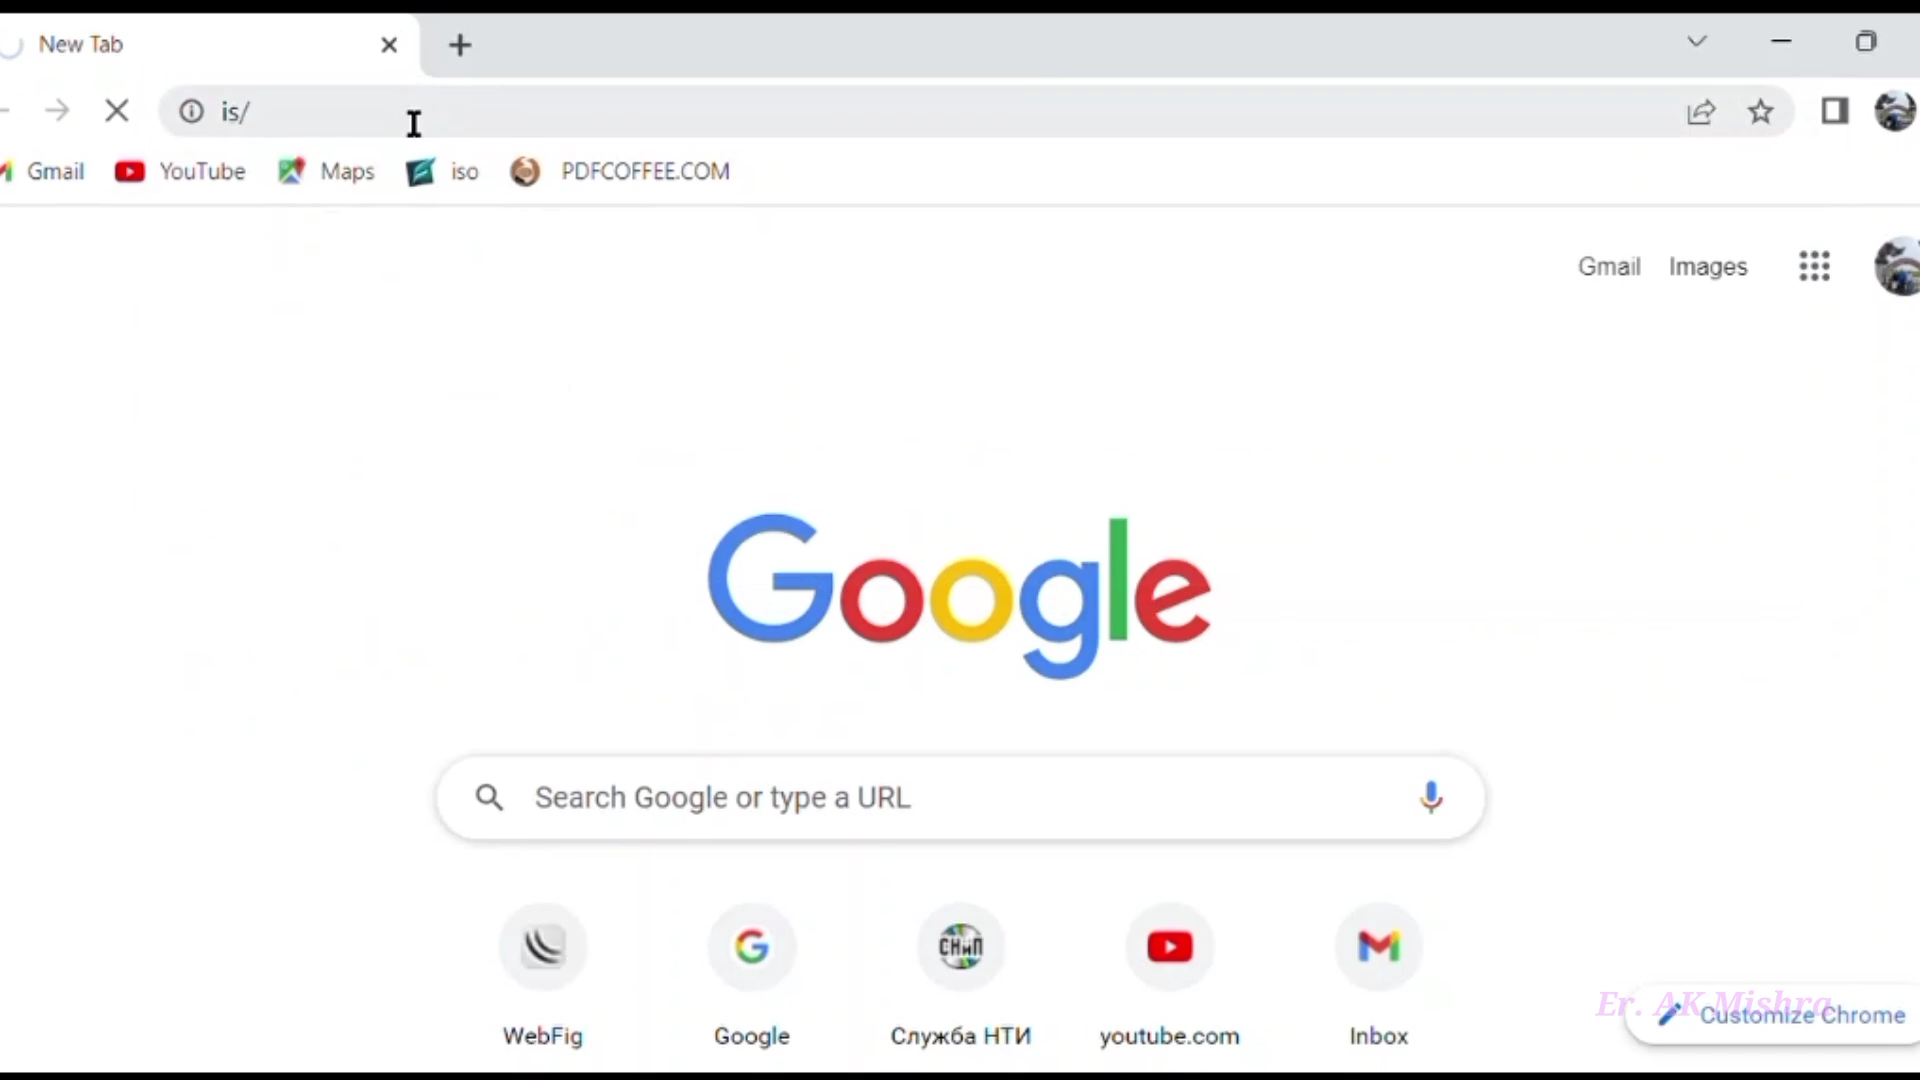 New Tab
is/
Gmail YouTube Maps iso PDFCOFFEE.COM
Gmail Images
Google
Search Google or type a URL
СНиП
WebFig Google Служба НТИ youtube.com Inbox
Er. AK Mishra
Customize Chrome